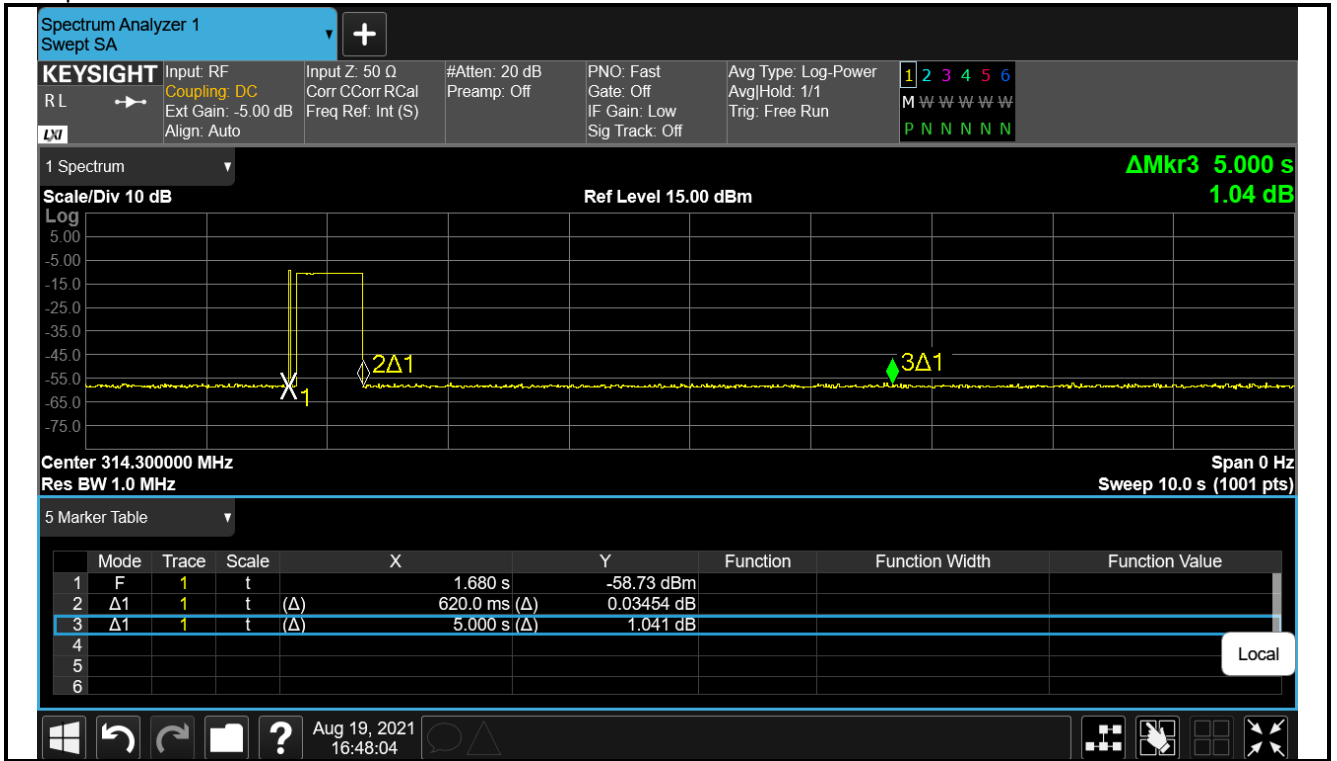 Spectrum Analyzer 1
Swept SA
KEYSIGHT Input: RF Input Z: 50 Ω #Atten: 20 dB PNO: Fast Avg Type: Log-Power 1 2 3 4 5 6
RL Coupling: DC Corr CCorr RCal Preamp: Off Gate: Off Avg|Hold: 1/1 M W W W W W
Ext Gain: -5.00 dB Freq Ref: Int (S) IF Gain: Low Trig: Free Run
LXI Align: Auto Sig Track: Off P N N N N N
1 Spectrum ΔMkr3 5.000 s
Scale/Div 10 dB Ref Level 15.00 dBm 1.04 dB
Log
5.00
-5.00
-15.0
-25.0
-35.0
-45.0 2Δ1 3Δ1
-55.0
-65.0 1
-75.0
Center 314.300000 MHz Span 0 Hz
Res BW 1.0 MHz Sweep 10.0 s (1001 pts)
5 Marker Table
Mode Trace Scale X Y Function Function Width Function Value
1 F 1 t 1.680 s -58.73 dBm
2 Δ1 1 t (Δ) 620.0 ms (Δ) 0.03454 dB
3 Δ1 1 t (Δ) 5.000 s (Δ) 1.041 dB
4
5 Local
6
? Aug 19, 2021
16:48:04